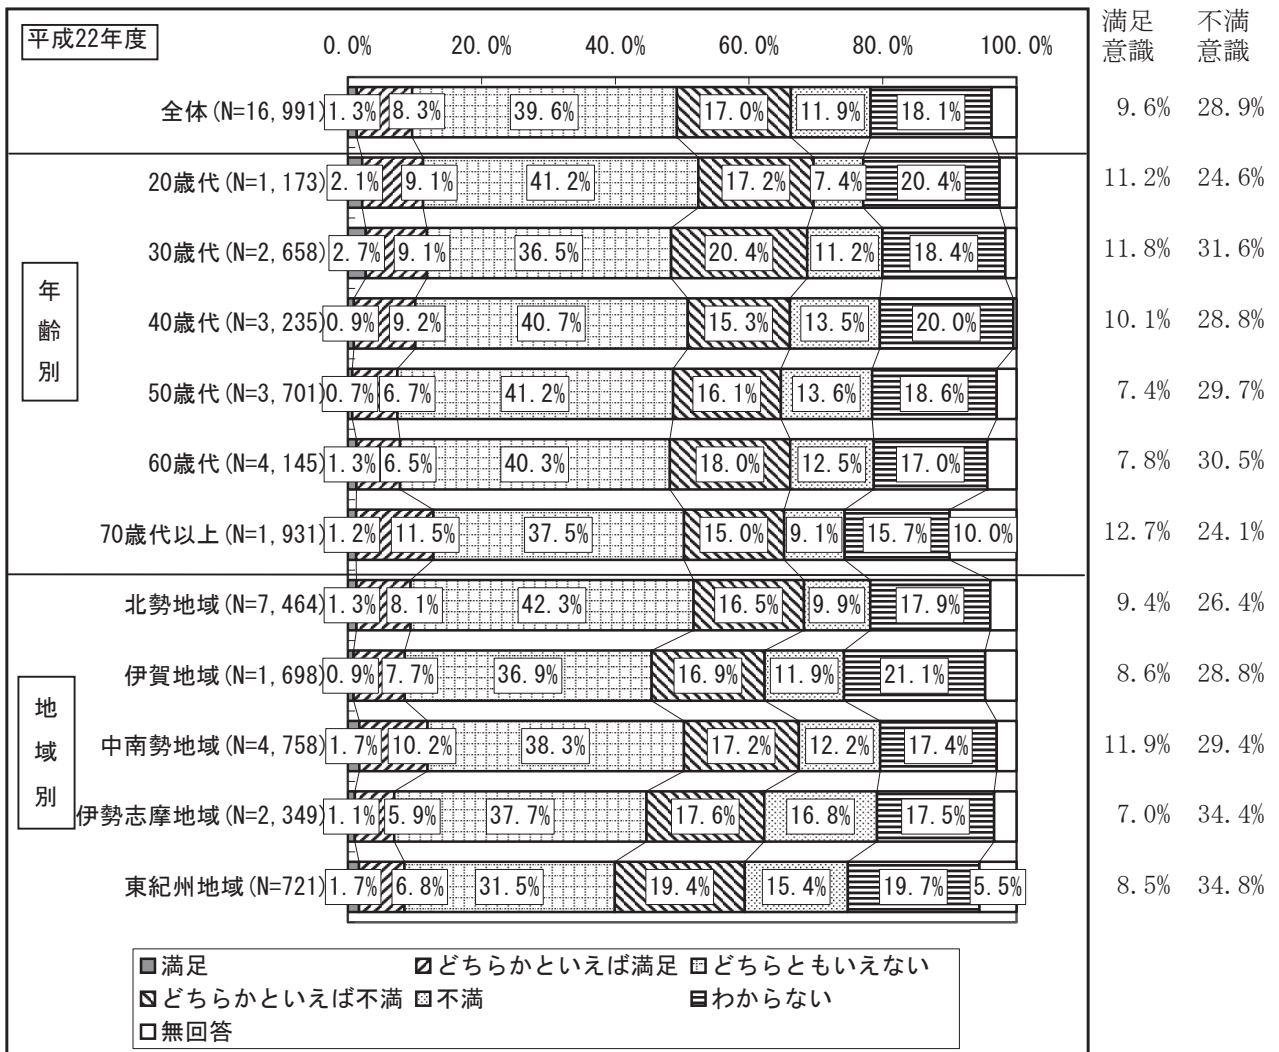 満足 不満
平成22年度 0.0% 20.0% 40.0% 60.0% 80.0% 100.0% 意識 意識
全体(N=16,991) 1.3% 8.3% 39.6% 17.0% 11.9% 18.1% 9.6% 28.9%
20歳代(N=1,173) 2.1% 9.1% 41.2% 17.2% 7.4% 20.4% 11.2% 24.6%
30歳代(N=2,658) 2.7% 9.1% 36.5% 20.4% 11.2% 18.4% 11.8% 31.6%
年齢別
40歳代(N=3,235) 0.9% 9.2% 40.7% 15.3% 13.5% 20.0% 10.1% 28.8%
50歳代(N=3,701) 0.7% 6.7% 41.2% 16.1% 13.6% 18.6% 7.4% 29.7%
60歳代(N=4,145) 1.3% 6.5% 40.3% 18.0% 12.5% 17.0% 7.8% 30.5%
70歳代以上(N=1,931) 1.2% 11.5% 37.5% 15.0% 9.1% 15.7% 10.0% 12.7% 24.1%
北勢地域(N=7,464) 1.3% 8.1% 42.3% 16.5% 9.9% 17.9% 9.4% 26.4%
伊賀地域(N=1,698) 0.9% 7.7% 36.9% 16.9% 11.9% 21.1% 8.6% 28.8%
地域別
中南勢地域(N=4,758) 1.7% 10.2% 38.3% 17.2% 12.2% 17.4% 11.9% 29.4%
伊勢志摩地域(N=2,349) 1.1% 5.9% 37.7% 17.6% 16.8% 17.5% 7.0% 34.4%
東紀州地域(N=721) 1.7% 6.8% 31.5% 19.4% 15.4% 19.7% 5.5% 8.5% 34.8%
満足 どちらかといえば満足 どちらともいえない
どちらかといえば不満 不満 わからない
無回答